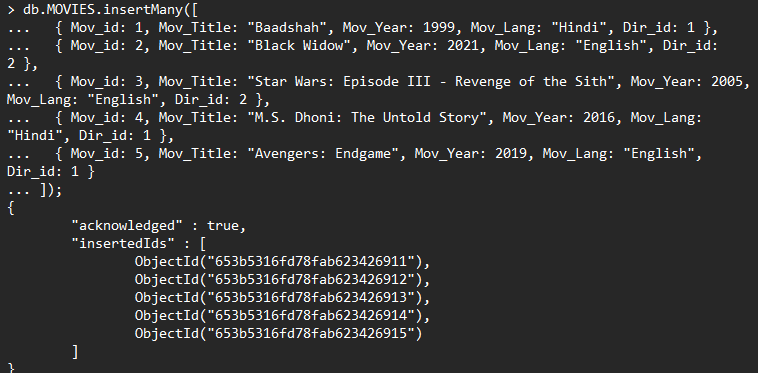 > db.MOVIES.insertMany([
...   { Mov_id: 1, Mov_Title: "Baadshah", Mov_Year: 1999, Mov_Lang: "Hindi", Dir_id: 1 },
...   { Mov_id: 2, Mov_Title: "Black Widow", Mov_Year: 2021, Mov_Lang: "English", Dir_id:
2 },
...   { Mov_id: 3, Mov_Title: "Star Wars: Episode III - Revenge of the Sith", Mov_Year: 2005,
Mov_Lang: "English", Dir_id: 2 },
...   { Mov_id: 4, Mov_Title: "M.S. Dhoni: The Untold Story", Mov_Year: 2016, Mov_Lang:
"Hindi", Dir_id: 1 },
...   { Mov_id: 5, Mov_Title: "Avengers: Endgame", Mov_Year: 2019, Mov_Lang: "English",
Dir_id: 1 }
... ]);
{
        "acknowledged" : true,
        "insertedIds" : [
                ObjectId("653b5316fd78fab623426911"),
                ObjectId("653b5316fd78fab623426912"),
                ObjectId("653b5316fd78fab623426913"),
                ObjectId("653b5316fd78fab623426914"),
                ObjectId("653b5316fd78fab623426915")
        ]
}